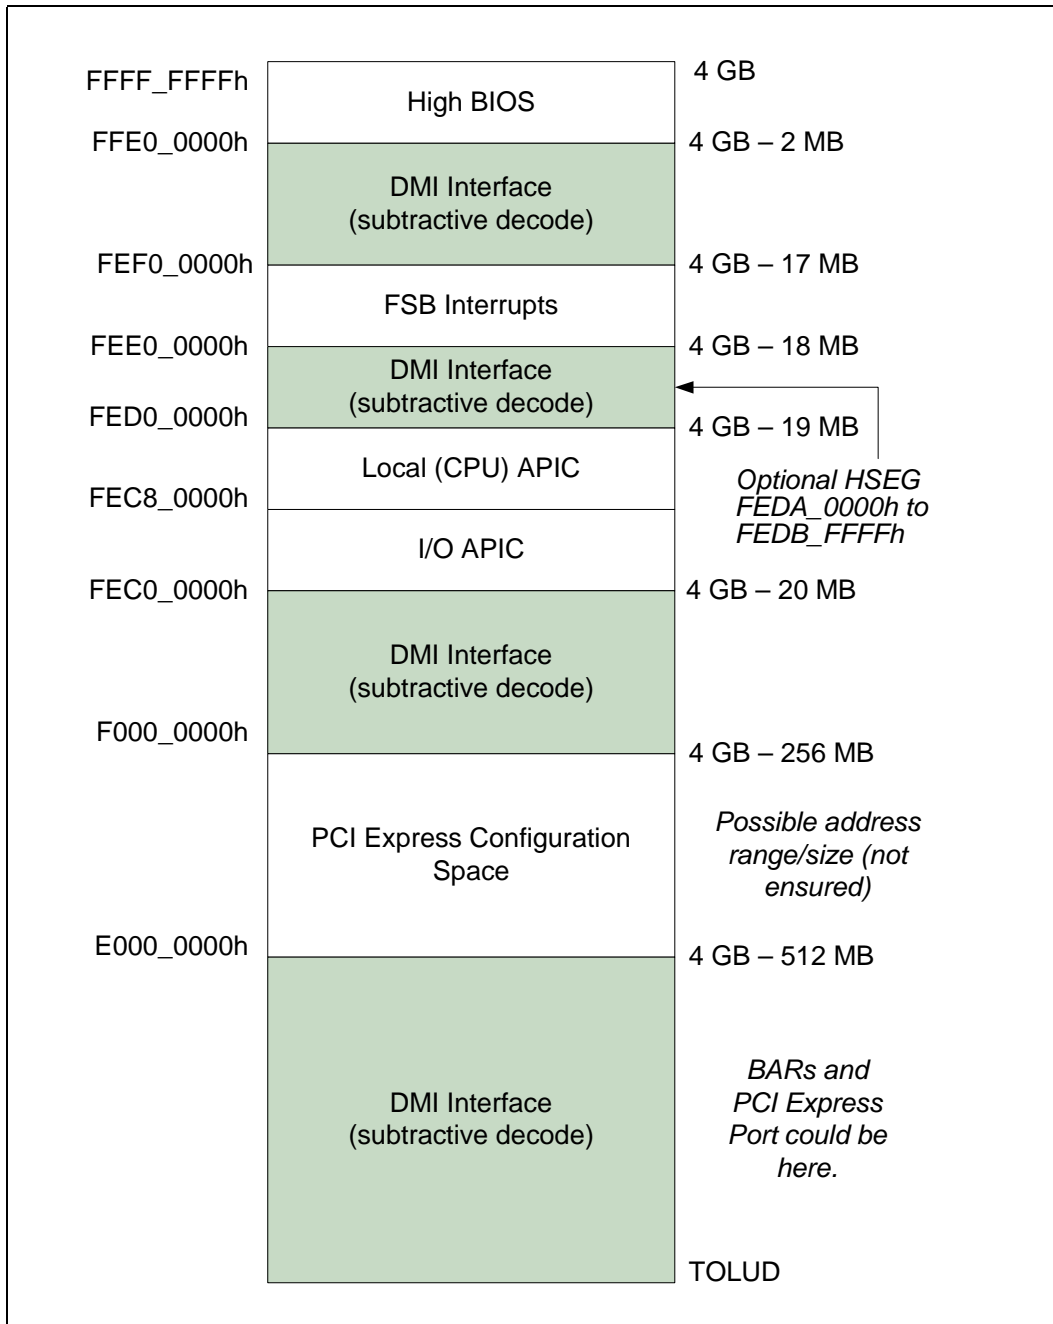 FFFF_FFFFh
4 GB
High BIOS
FFE0_0000h
4 GB – 2 MB
DMI Interface
(subtractive decode)
FEF0_0000h
4 GB – 17 MB
FSB Interrupts
FEE0_0000h
4 GB – 18 MB
DMI Interface
(subtractive decode)
FED0_0000h
4 GB – 19 MB
Optional HSEG
FEDA_0000h to
FEDB_FFFFh
Local (CPU) APIC
FEC8_0000h
I/O APIC
FEC0_0000h
4 GB – 20 MB
DMI Interface
(subtractive decode)
F000_0000h
4 GB – 256 MB
PCI Express Configuration
Space
Possible address
range/size (not
ensured)
E000_0000h
4 GB – 512 MB
DMI Interface
(subtractive decode)
BARs and
PCI Express
Port could be
here.
TOLUD